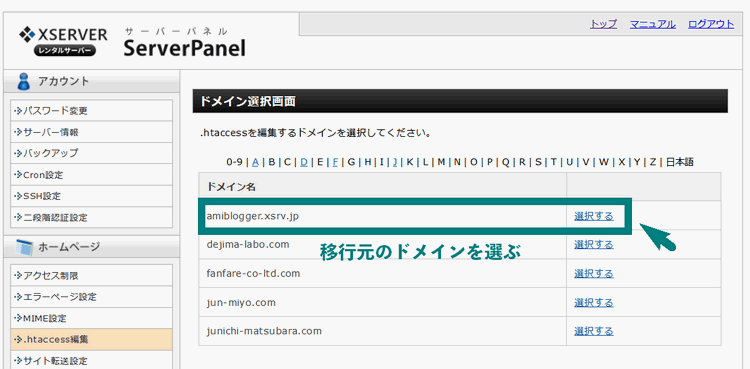 XSERVER
レンタルサーバー
サーバーパネル
ServerPanel
トップ マニュアル ログアウト
アカウント
パスワード変更
サーバー情報
バックアップ
Cron設定
SSH設定
二段階認証設定
ホームページ
アクセス制限
エラーページ設定
MIME設定
.htaccess編集
サイト転送設定
ドメイン選択画面
.htaccessを編集するドメインを選択してください。
0-9 | A | B | C | D | E | F | G | H | I | J | K | L | M | N | O | P | Q | R | S | T | U | V | W | X | Y | Z | 日本語
ドメイン名
amiblogger.xsrv.jp 選択する
dejima-labo.com 選択する
移行元のドメインを選ぶ
fanfare-co-ltd.com 選択する
jun-miyo.com 選択する
junichi-matsubara.com 選択する